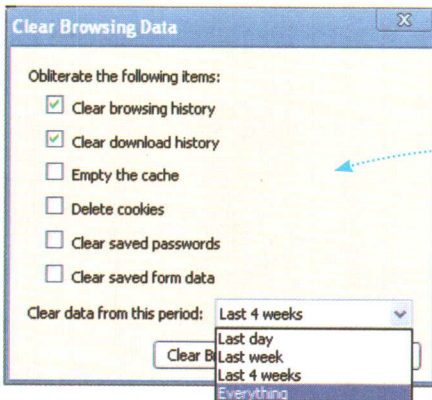 Clear Browsing Data
Obliterate the following items:
Clear browsing history
Clear download history
Empty the cache
Delete cookies
Clear saved passwords
Clear saved form data
Clear data from this period: Last 4 weeks
Last day
Clear
Last week
Last 4 weeks
Everything